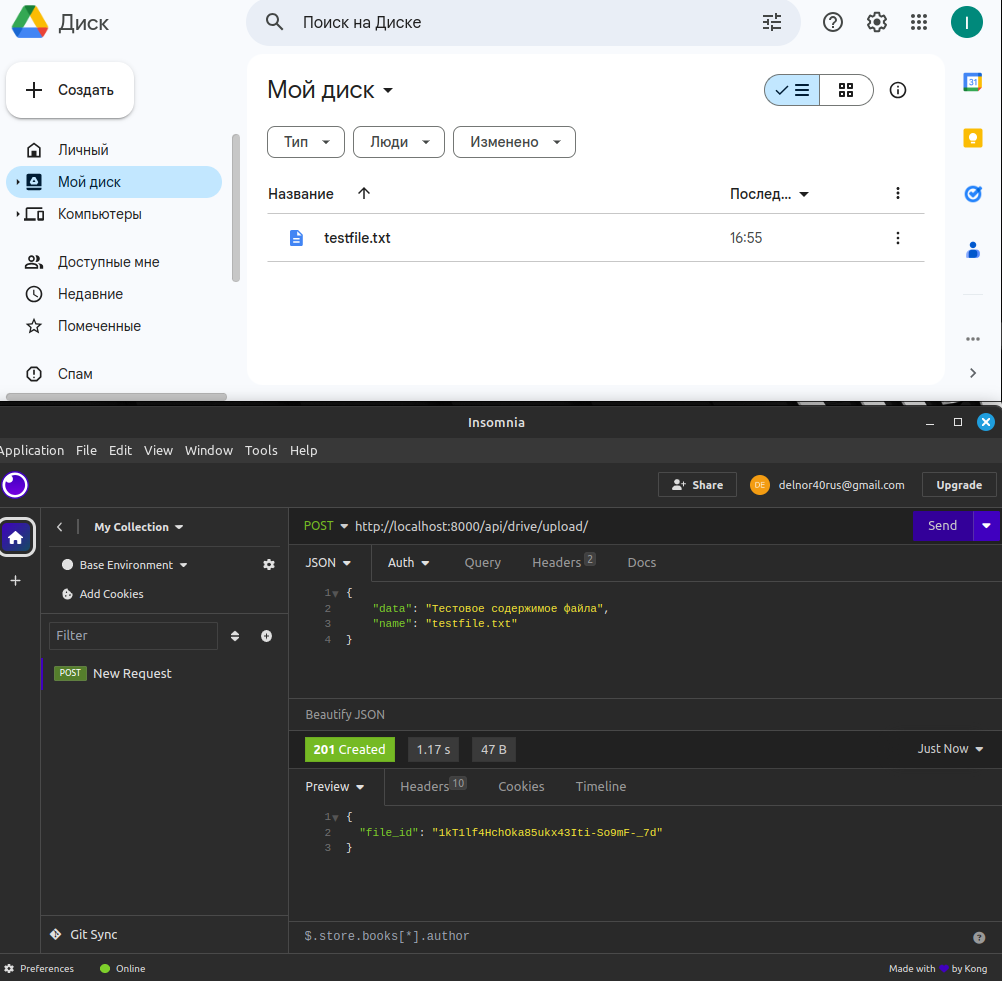 Диск
Поиск на Диске
I
Создать
Мой диск
31
Тип
Люди
Изменено
Личный
Мой диск
Компьютеры
Название
Послед...
testfile.txt
16:55
Доступные мне
Недавние
Помеченные
Спам
Insomnia
Application File Edit View Window Tools Help
Share
DE
delnor40rus@gmail.com
Upgrade
My Collection
POST http://localhost:8000/api/drive/upload/
Send
Base Environment
JSON Auth Query Headers 2 Docs
Add Cookies
1 {
2 "data": "Тестовое содержимое файла",
3 "name": "testfile.txt"
4 }
Filter
POST New Request
Beautify JSON
201 Created 1.17 s 47 B Just Now
Preview Headers 10 Cookies Timeline
1 {
2 "file_id": "1kT1lf4HchOka85ukx43Iti-So9mF-_7d"
3 }
Git Sync
$.store.books[*].author
Preferences Online
Made with by Kong